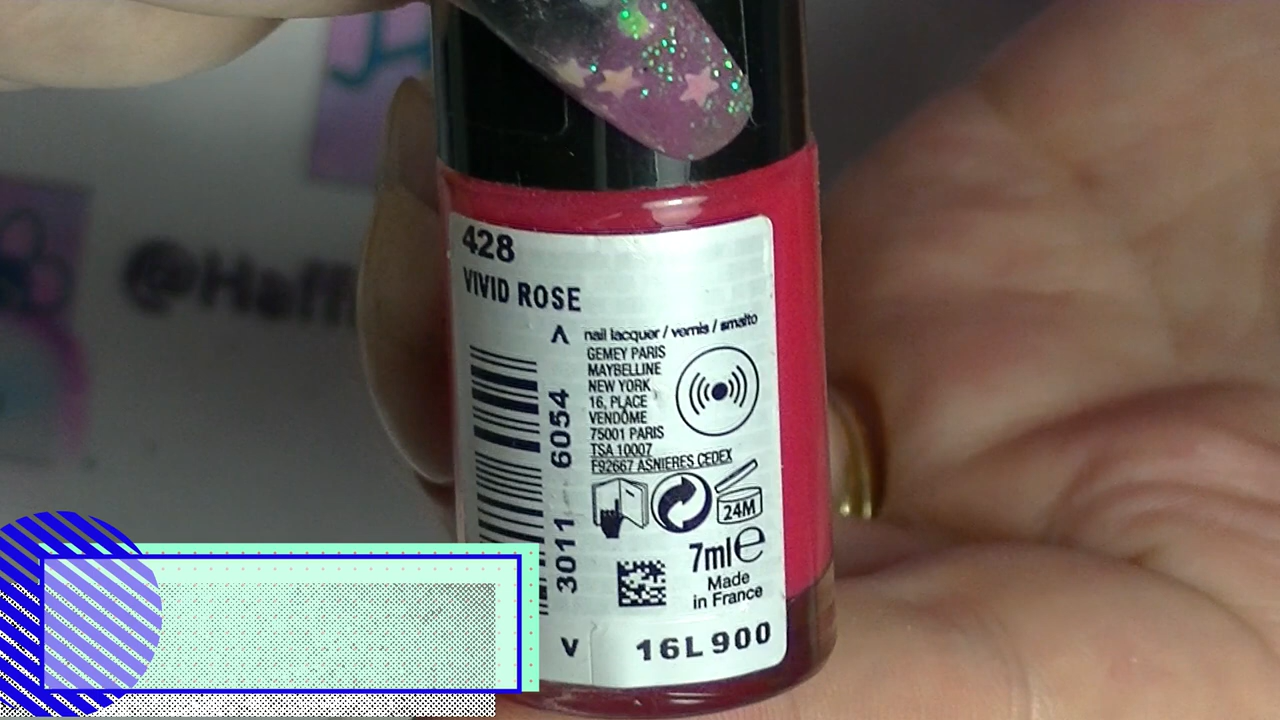 428
VIVID ROSE
nail lacquer / vernis / smalto
GEMEY PARIS
MAYBELLINE
NEW YORK
16, PLACE
VENDÔME
75001 PARIS
TSA 10007
F92667 ASNIERES CEDEX
3011 6054
24M
7ml e
Made
in France
16L900
@Haff